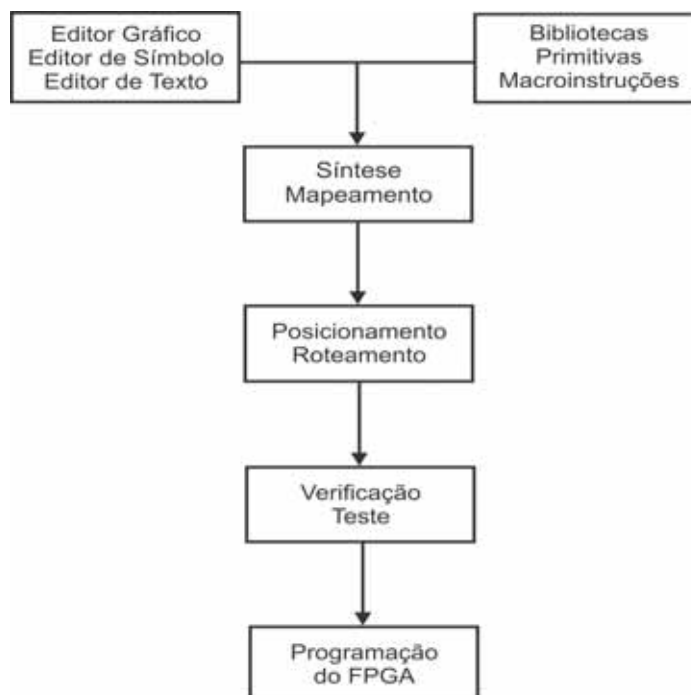 Editor Gráfico
Editor de Símbolo
Editor de Texto
Bibliotecas
Primitivas
Macroinstruções
Síntese
Mapeamento
Posicionamento
Roteamento
Verificação
Teste
Programação
do FPGA